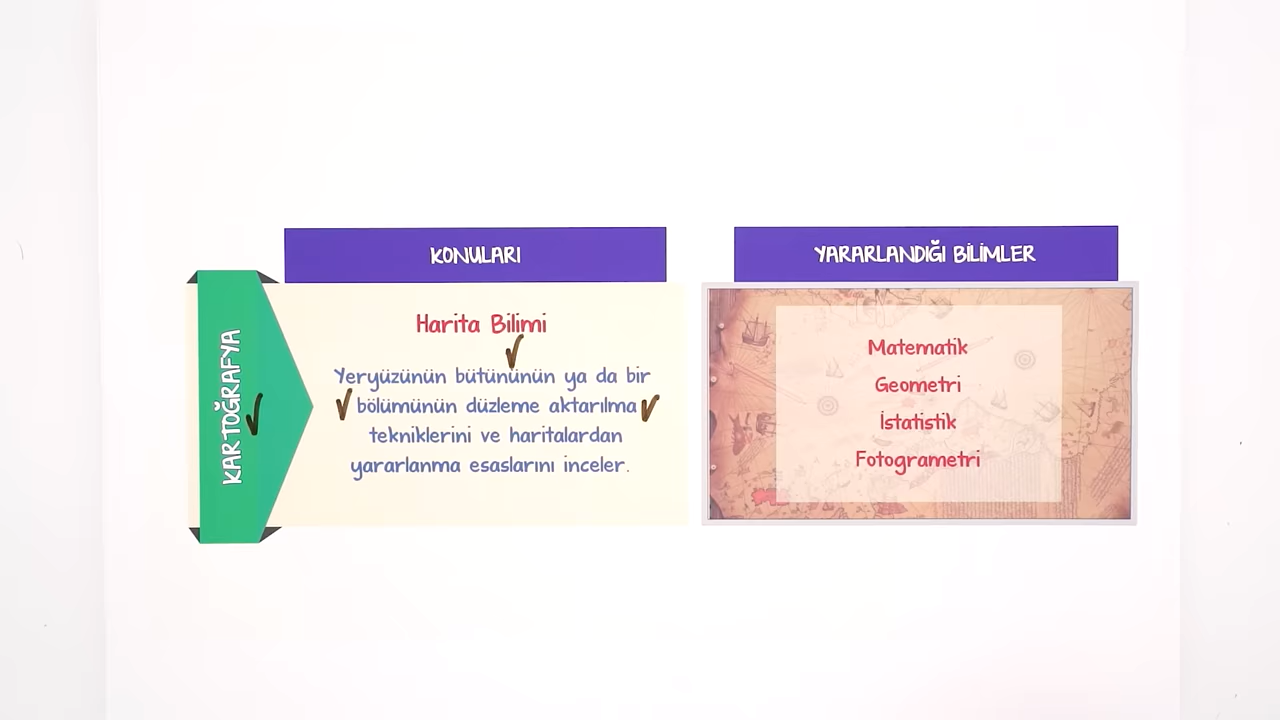 KARTOĞRAFYA
KONULARI
Harita Bilimi
Yeryüzünün bütününün ya da bir
bölümünün düzleme aktarılma
tekniklerini ve haritalardan
yararlanma esaslarını inceler.
YARARLANDIĞI BİLİMLER
Matematik
Geometri
İstatistik
Fotogrametri